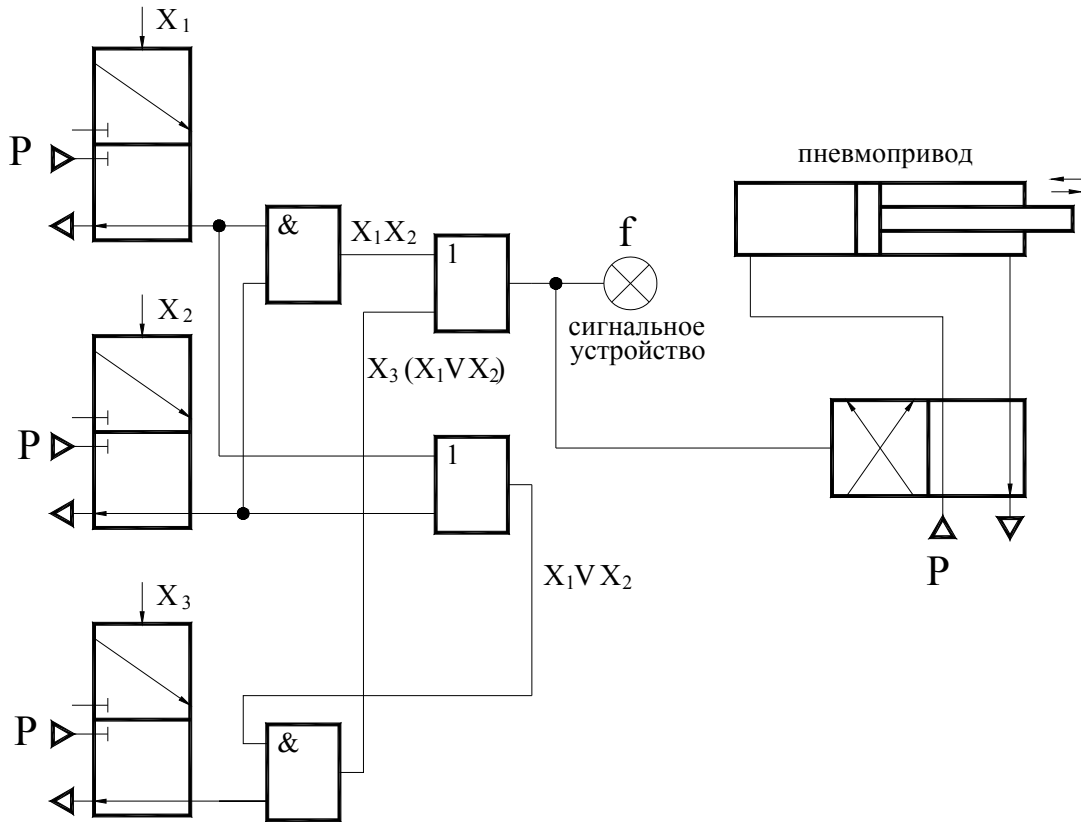 X1
P
пневмопривод
&
X1X2
1
f
сигнальное
устройство
X2
X3(X1VX2)
P
1
P
X1VX2
X3
P
&